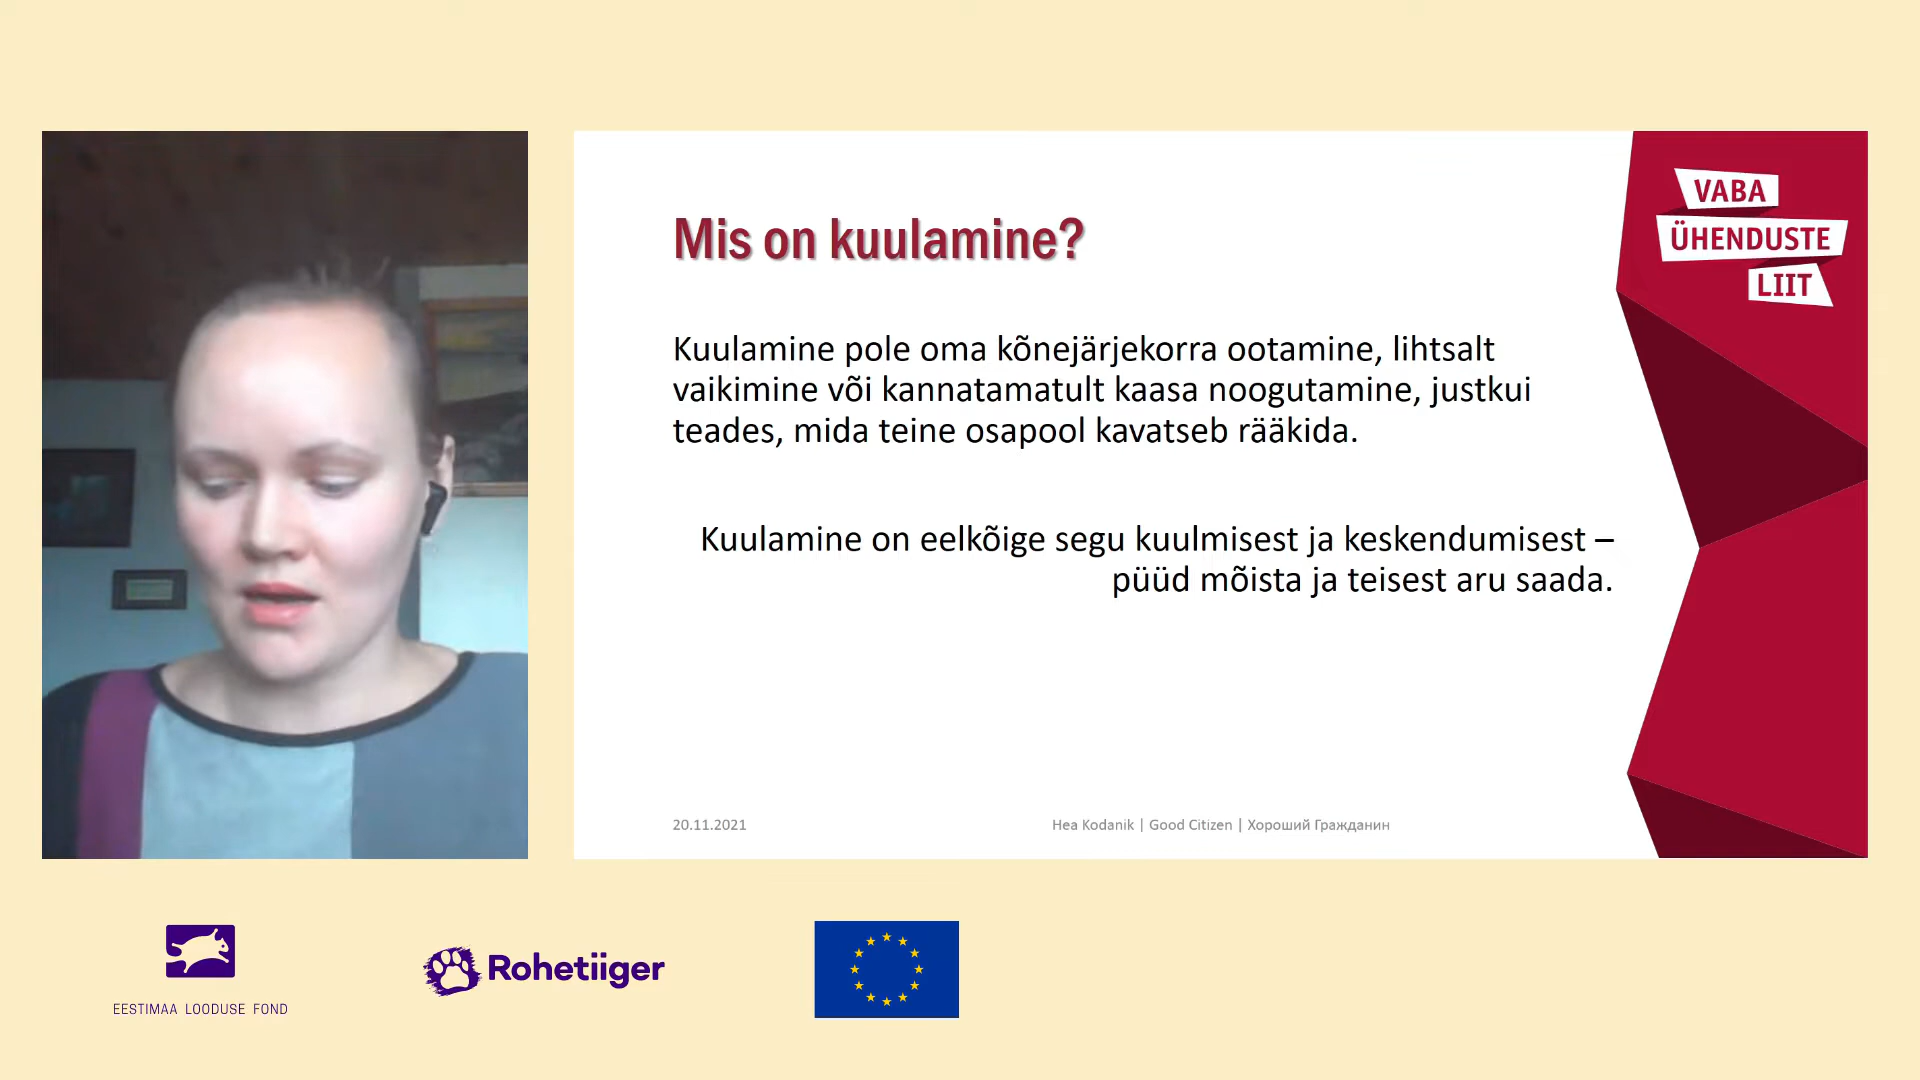 Mis on kuulamine?
Kuulamine pole oma kõnejärjekorra ootamine, lihtsalt
vaikimine või kannatamatult kaasa noogutamine, justkui
teades, mida teine osapool kavatseb rääkida.
Kuulamine on eelkõige segu kuulmisest ja keskendumisest –
püüd mõista ja teisest aru saada.
20.11.2021
Hea Kodanik | Good Citizen | Хороший Гражданин
VABA
ÜHENDUSTE
LIIT
EESTIMAA LOODUSE FOND
Rohetiiger